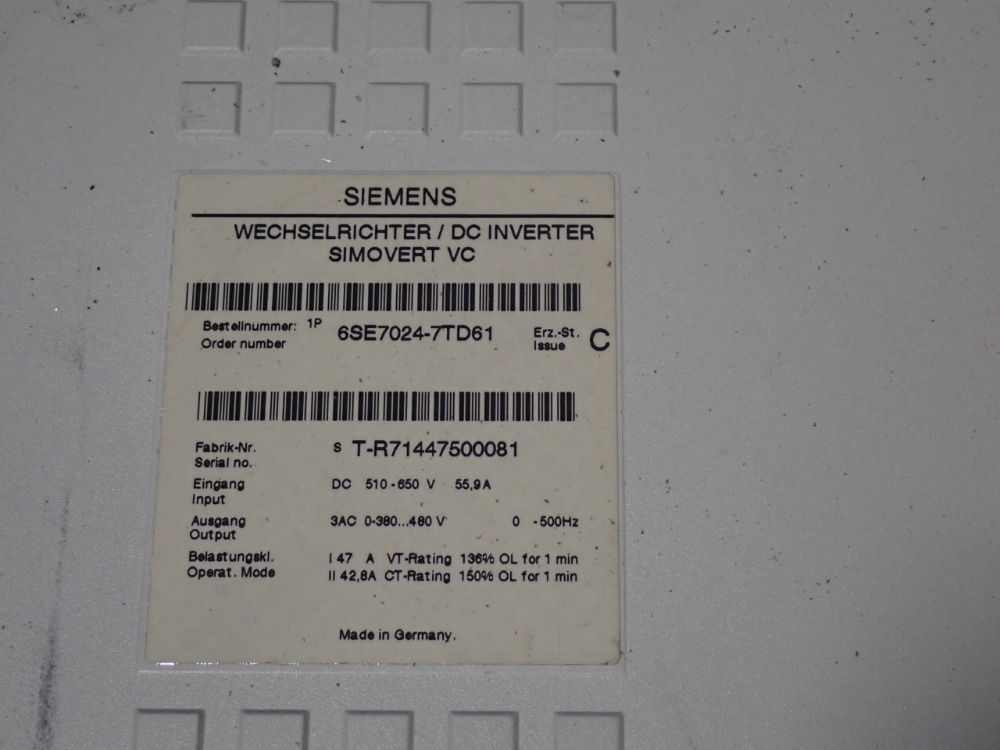 SIEMENS
WECHSELRICHTER / DC INVERTER
SIMOVERT VC
Bestellnummer: 1P 6SE7024-7TD61 Erz.-St. C
Order number Issue
Fabrik-Nr. S T-R71447500081
Serial no.
Eingang DC 510-650 V 55,9A
Input
Ausgang 3AC 0-380...480 V 0 -500Hz
Output
Belastungskl. I 47 A VT-Rating 136% OL for 1 min
Operat. Mode II 42,8A CT-Rating 150% OL for 1 min
Made in Germany.